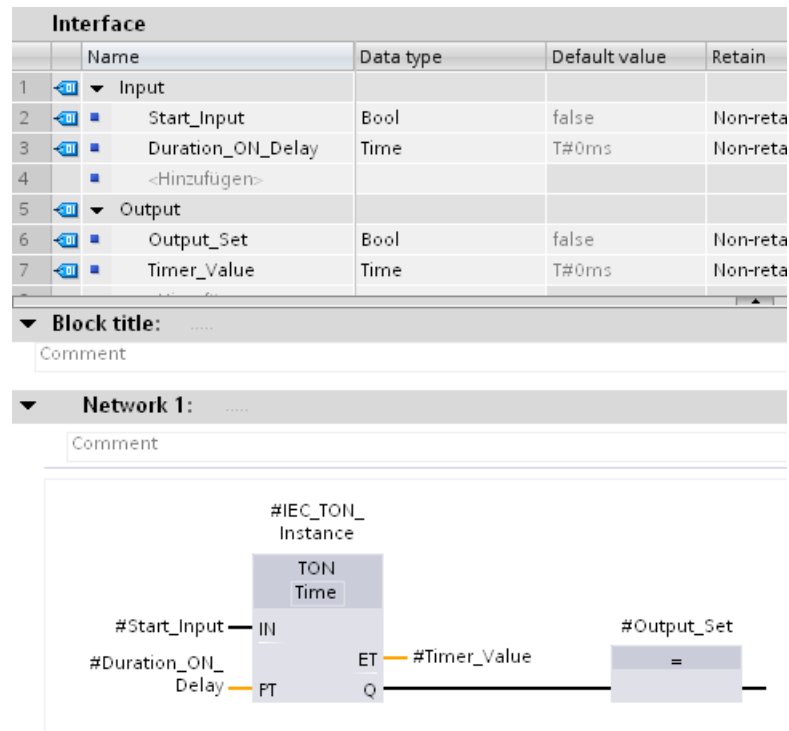 Interface
Name Data type Default value Retain
1 Input
2 Start_Input Bool false Non-reta
3 Duration_ON_Delay Time T#0ms Non-reta
4 <Hinzufügen>
5 Output
6 Output_Set Bool false Non-reta
7 Timer_Value Time T#0ms Non-reta
Block title: .....
Comment
Network 1: .....
Comment
#IEC_TON_
Instance
TON
Time
#Start_Input IN
#Output_Set
#Duration_ON_
Delay PT
ET #Timer_Value
=
Q